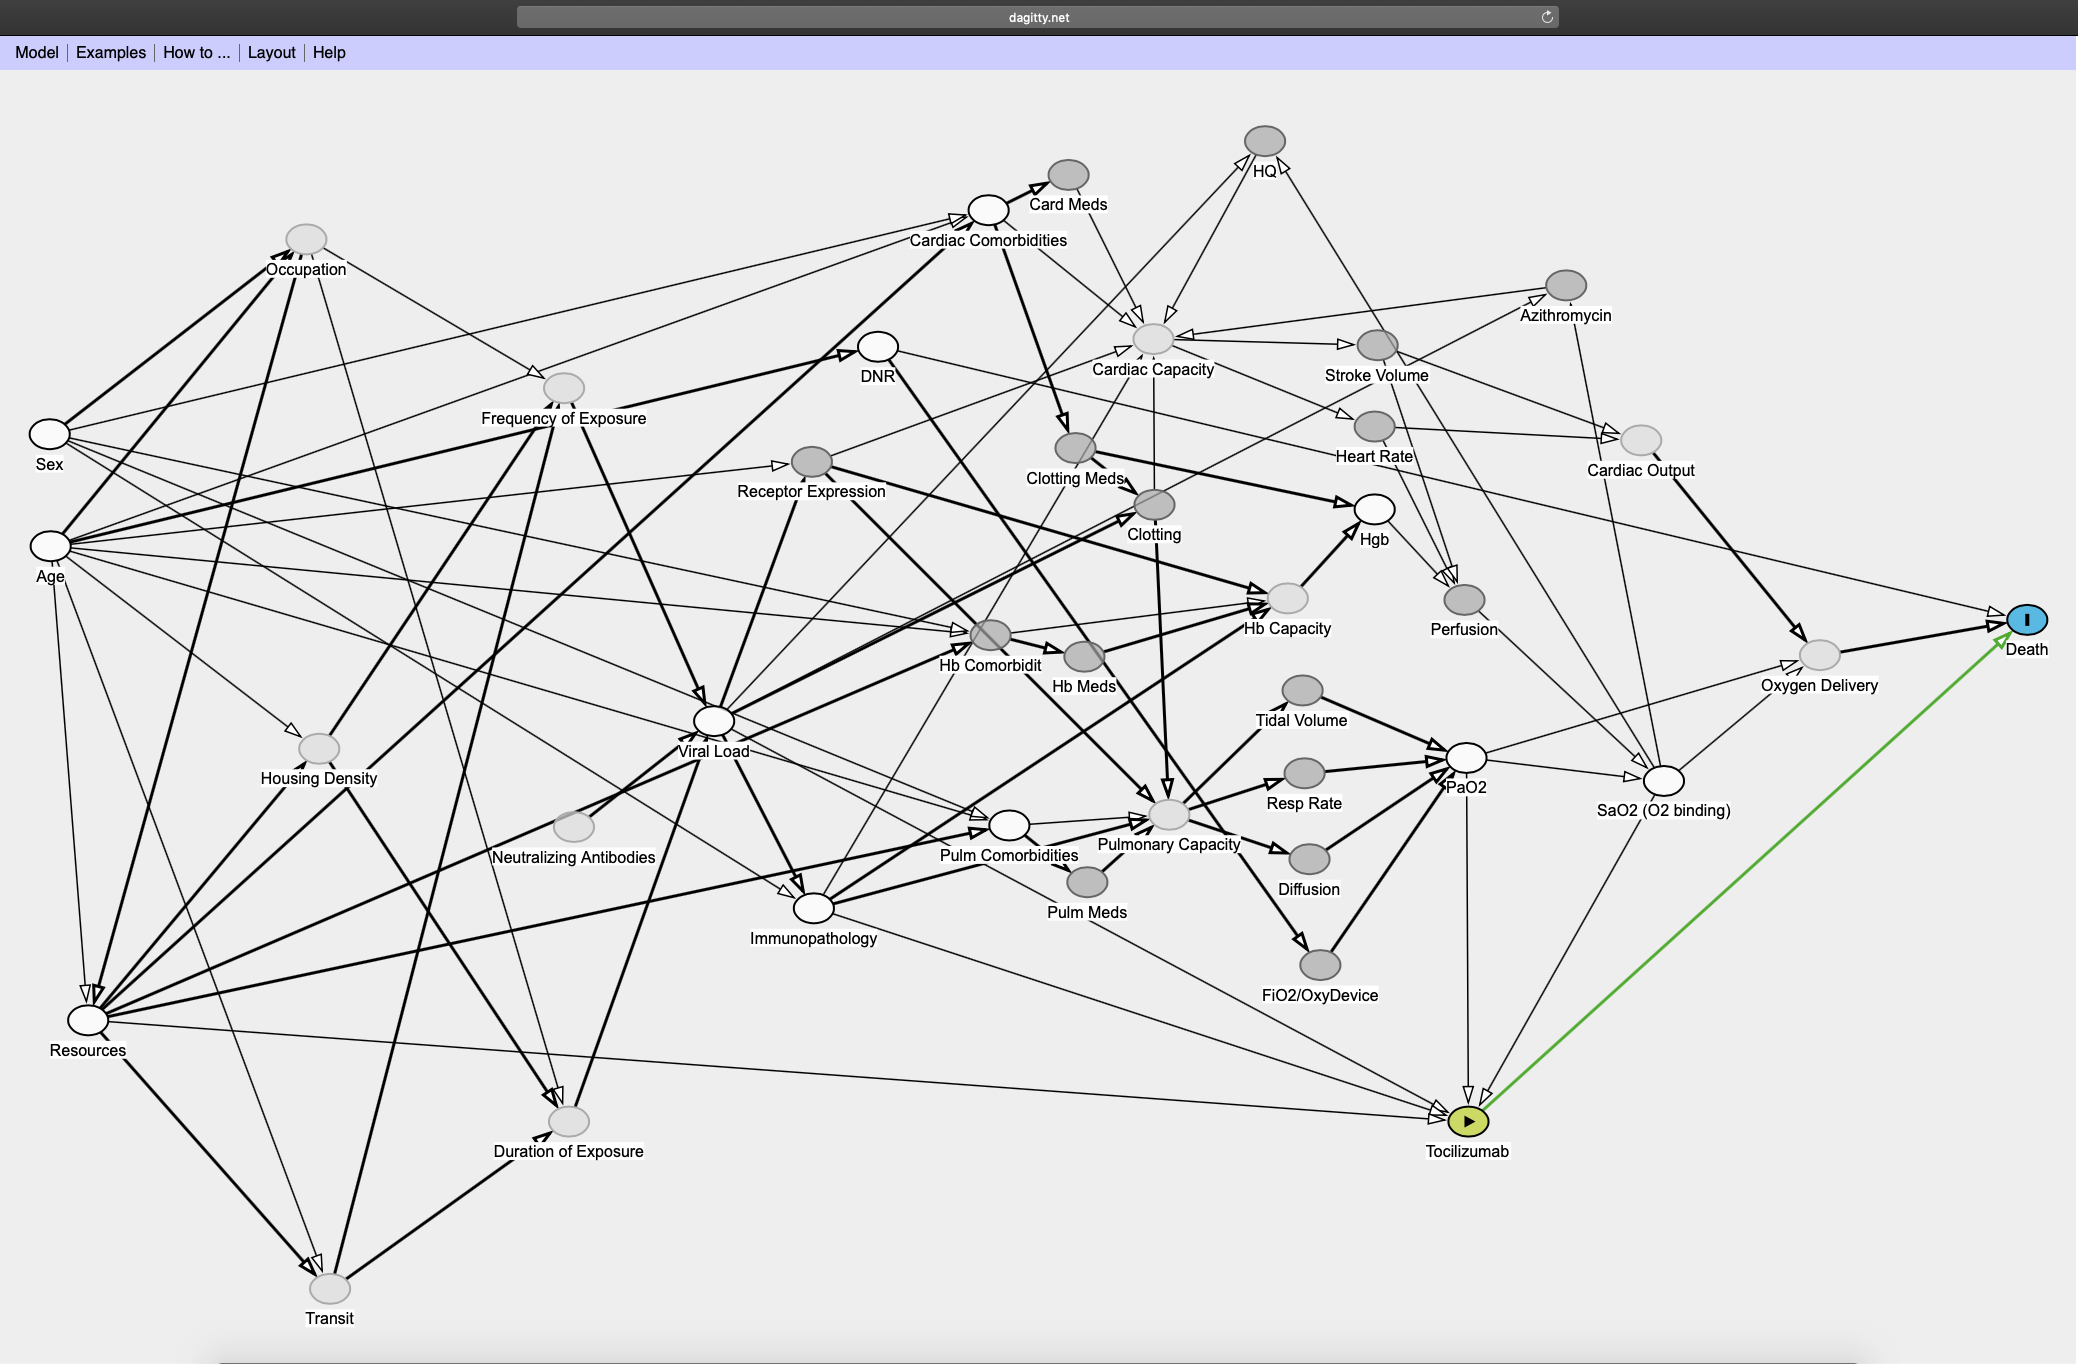 dagitty.net
Model
Examples
How to ...
Layout
Help
HQ
Card Meds
Cardiac Comorbidities
Occupation
Azithromycin
Cardiac Capacity
DNR
Stroke Volume
Frequency of Exposure
Heart Rate
Sex
Cardiac Output
Clotting Meds
Receptor Expression
Clotting
Hgb
Age
Hb Capacity
Perfusion
Death
Hb Comorbidit
Hb Meds
Oxygen Delivery
Tidal Volume
Viral Load
Housing Density
PaO2
Resp Rate
SaO2 (O2 binding)
Pulmonary Capacity
Pulm Comorbidities
Neutralizing Antibodies
Diffusion
Pulm Meds
Immunopathology
FiO2/OxyDevice
Resources
Duration of Exposure
Tocilizumab
Transit